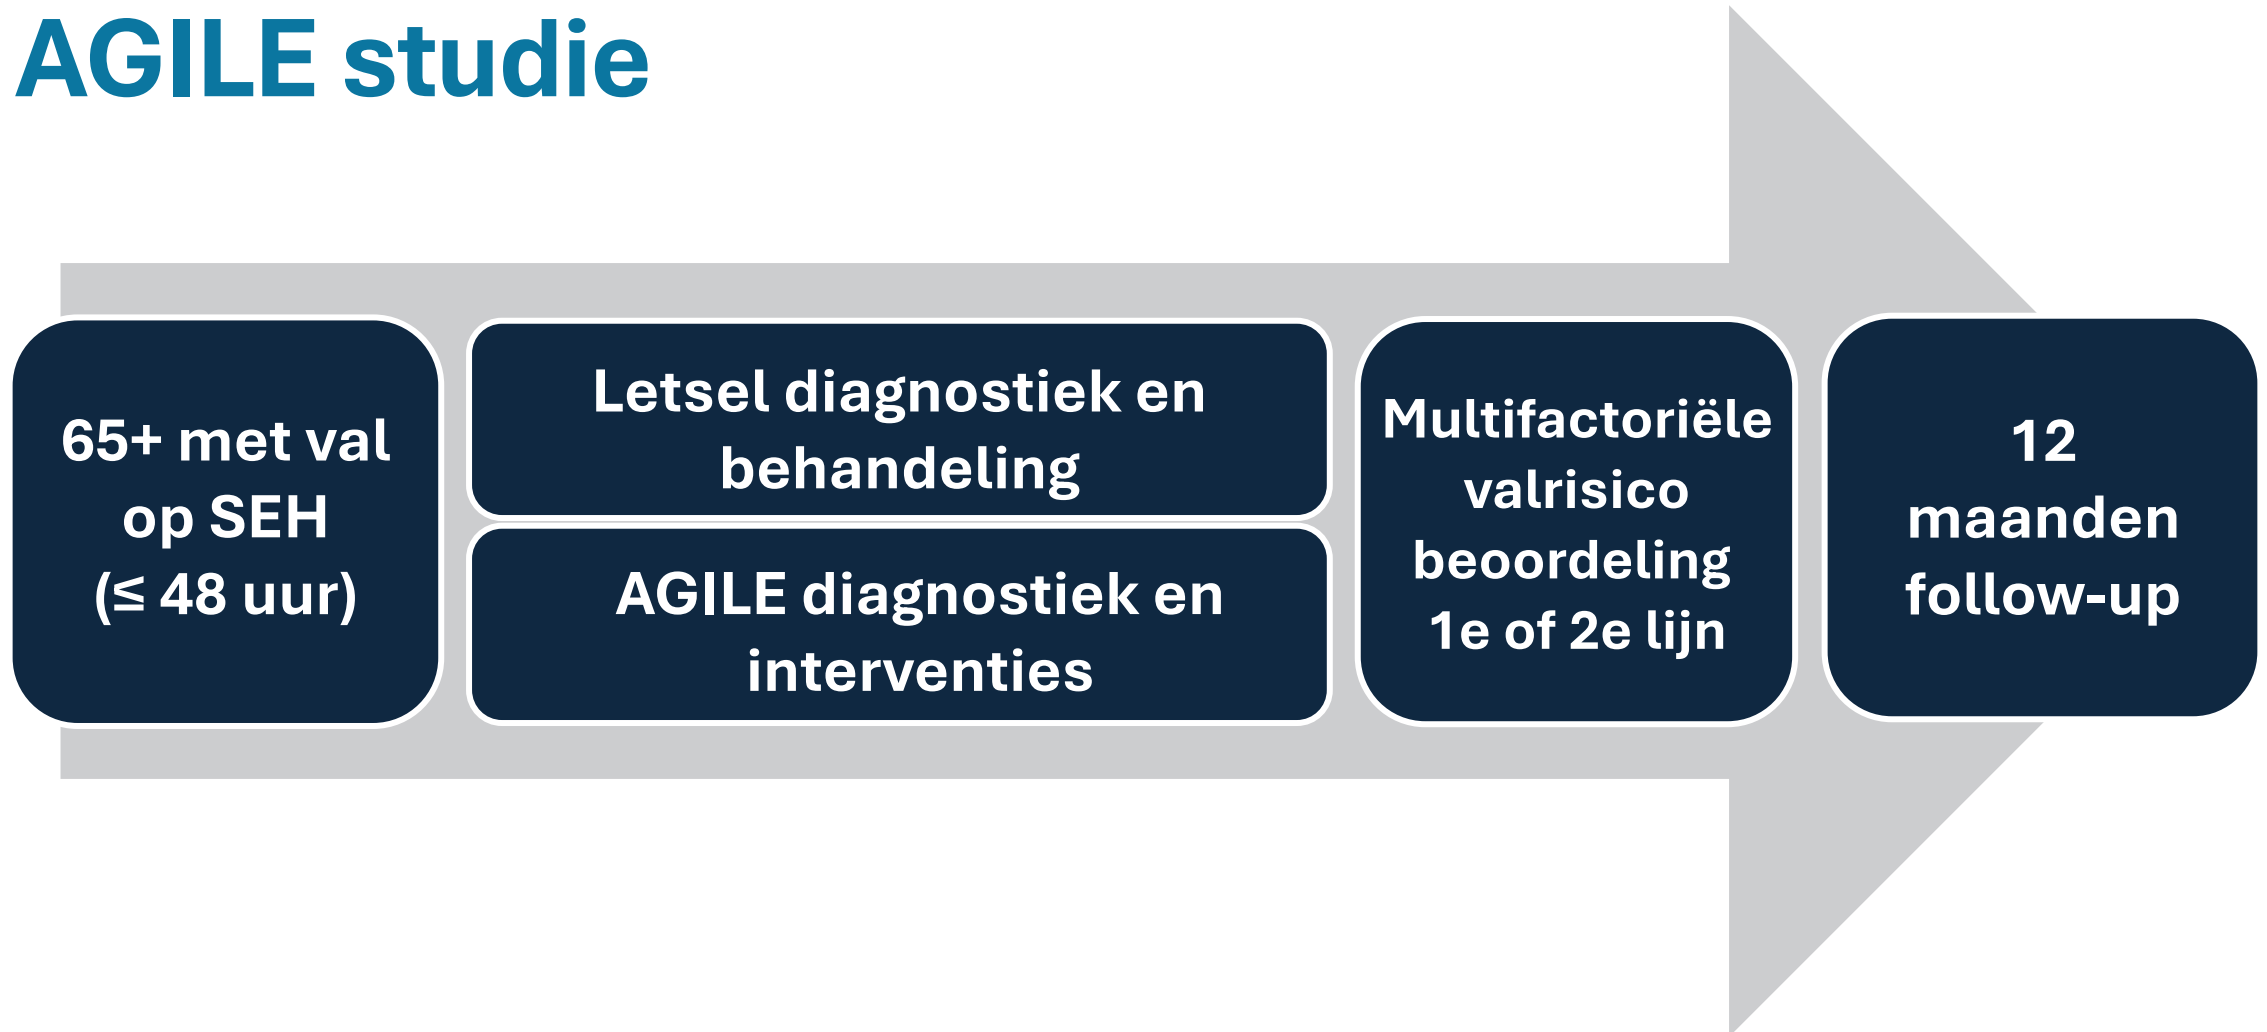 AGILE studie
65+ met val
op SEH
(≤ 48 uur)
Letsel diagnostiek en
behandeling
AGILE diagnostiek en
interventies
Multifactoriële
valrisico
beoordeling
1e of 2e lijn
12
maanden
follow-up